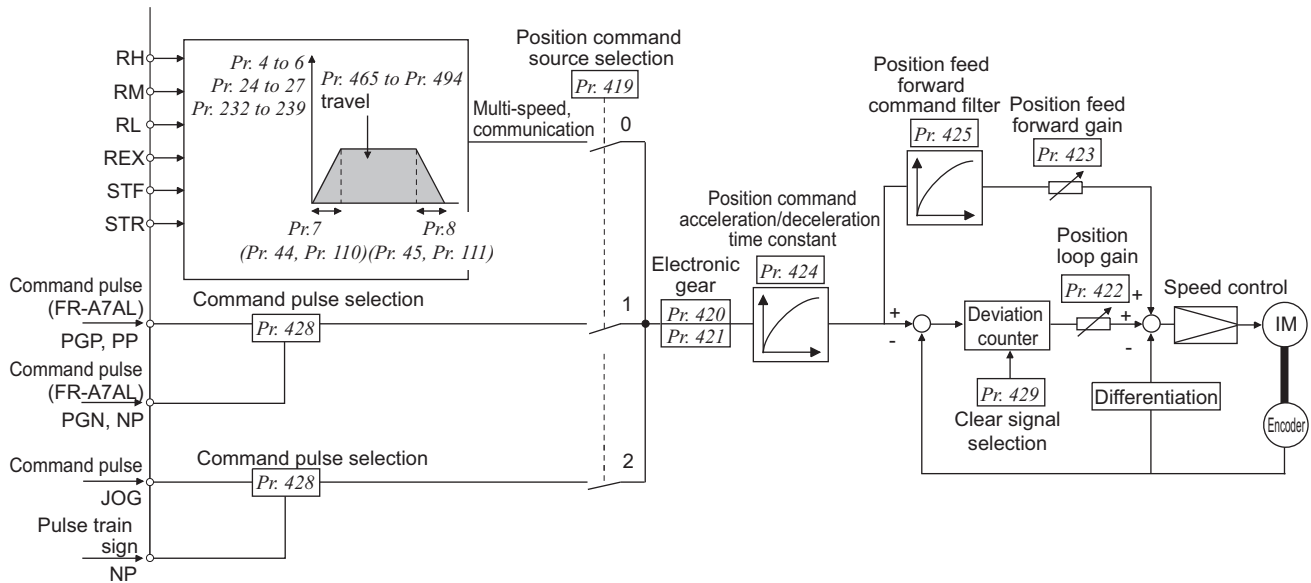 RH
RM
RL
REX
STF
STR
Pr. 4 to 6
Pr. 24 to 27
Pr. 232 to 239
Pr. 465 to Pr. 494
travel
Pr.7
(Pr. 44, Pr. 110)
Pr.8
(Pr. 45, Pr. 111)
Multi-speed,
communication
Position command
source selection
Pr. 419
0
1
2
Command pulse
(FR-A7AL)
PGP, PP
Command pulse selection
Pr. 428
Command pulse
(FR-A7AL)
PGN, NP
Command pulse
JOG
Command pulse selection
Pr. 428
Pulse train
sign
NP
Electronic
gear
Pr. 420
Pr. 421
Position command
acceleration/deceleration
time constant
Pr. 424
Position feed
forward
command filter
Pr. 425
Position feed
forward gain
Pr. 423
+
-
Deviation
counter
Pr. 429
Clear signal
selection
Position
loop gain
Pr. 422
+
+
-
Speed control
IM
Differentiation
Encoder